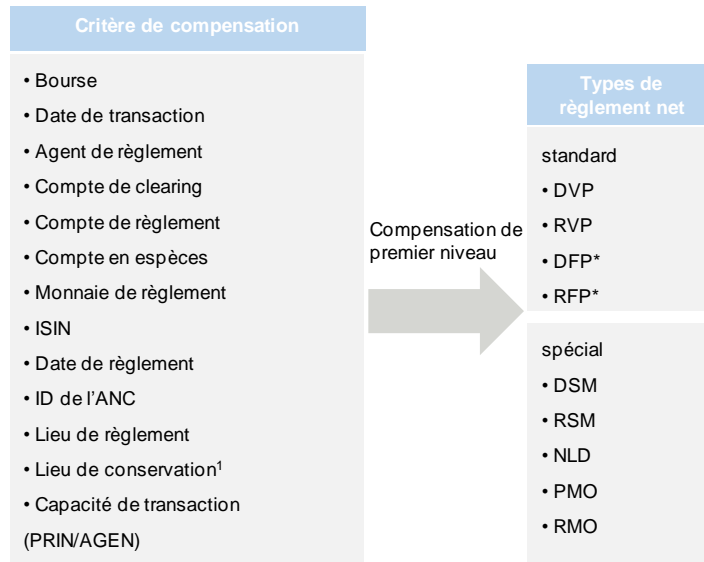 Critère de compensation
• Bourse
• Date de transaction
• Agent de règlement
• Compte de clearing
• Compte de règlement
• Compte en espèces
• Monnaie de règlement
• ISIN
• Date de règlement
• ID de l’ANC
• Lieu de règlement
• Lieu de conservation¹
• Capacité de transaction
(PRIN/AGEN)
Compensation de
premier niveau
Types de
règlement net
standard
• DVP
• RVP
• DFP*
• RFP*
spécial
• DSM
• RSM
• NLD
• PMO
• RMO